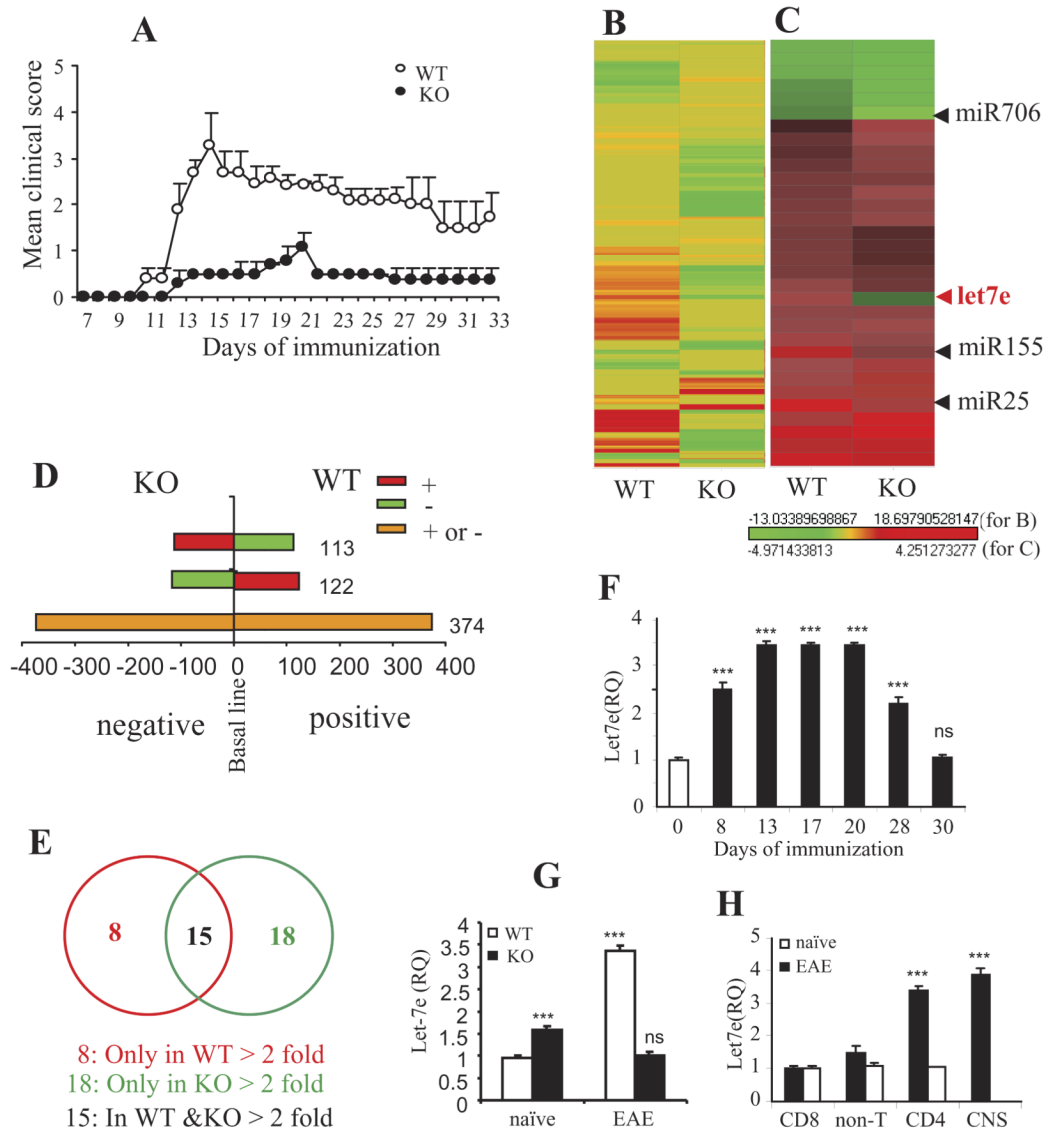 A
Mean clinical score
5
4
3
2
1
0
WT
KO
7 9 11 13 15 17 19 21 23 25 27 29 31 33
Days of immunization
B
C
miR706
let7e
miR155
miR25
WT KO WT KO
-13.03389698867 18.69790528147 (for B)
-4.971433813 4.251273277 (for C)
D
KO WT
+
-
+ or -
113
122
374
-400 -300 -200 -100 0 100 200 300 400
negative Basal line positive
E
8 15 18
8: Only in WT > 2 fold
18: Only in KO > 2 fold
15: In WT &KO > 2 fold
F
Let7e(RQ)
4
3
2
1
0
*** *** *** *** *** ns
0 8 13 17 20 28 30
Days of immunization
G
Let-7e (RQ)
4
3.5
3
2.5
2
1.5
1
0.5
0
WT
KO
*** *** ns
naïve EAE
H
Let7e(RQ)
5
4
3
2
1
0
naïve
EAE
*** ***
CD8 non-T CD4 CNS